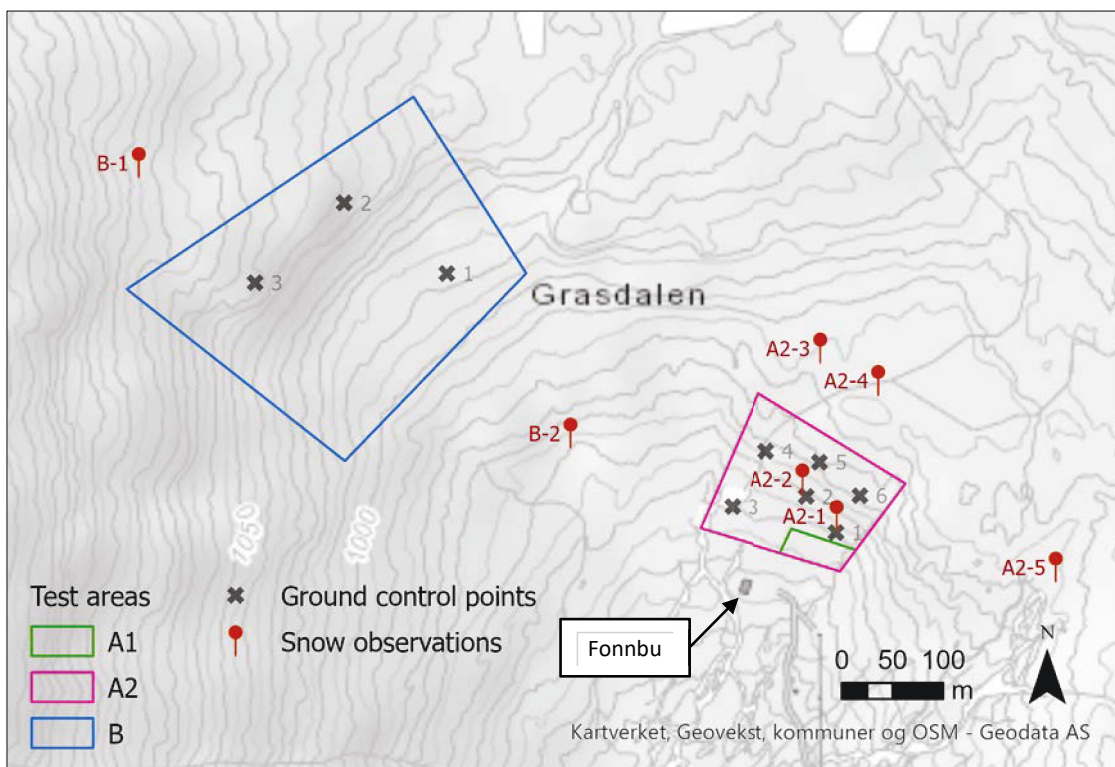 B-1
2
3
1
Grasdalen
A2-3
A2-4
B-2
4
5
A2-2
2
6
3
A2-1
1
1050
1000
A2-5
Test areas
A1
A2
B
Ground control points
Snow observations
Fonnbu
N
0 50 100
m
Kartverket, Geovekst, kommuner og OSM - Geodata AS